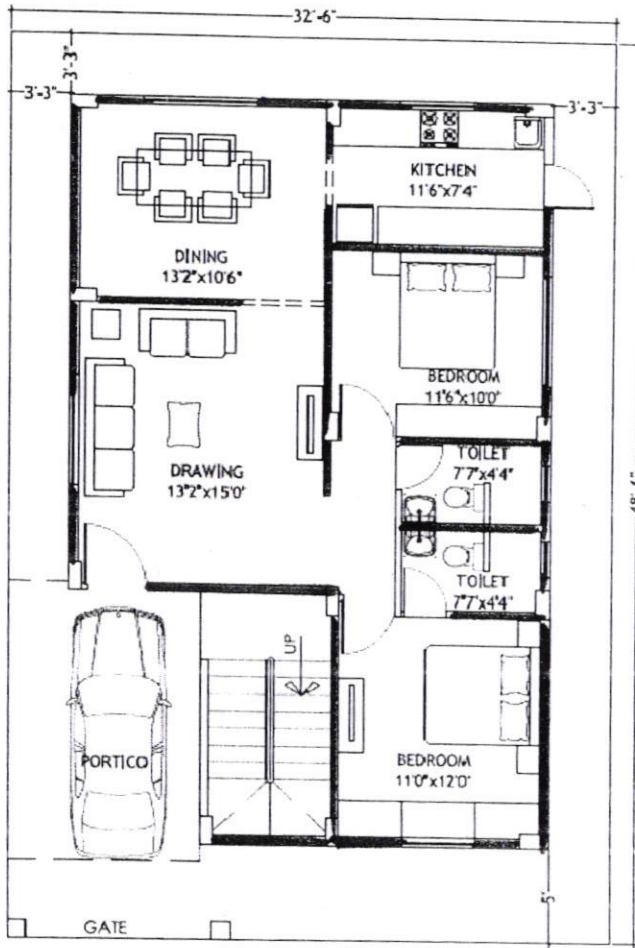 32'-6"
3'-3"
3'-3"
3'-3"
KITCHEN
11'6"x7'4"
DINING
13'2"x10'6"
BEDROOM
11'6"x10'0'
TOILET
7'7"x4'4"
DRAWING
13'2"x15'0'
TOILET
7'7"x4'4"
UP
PORTICO
BEDROOM
11'0"x12'0'
5'
GATE